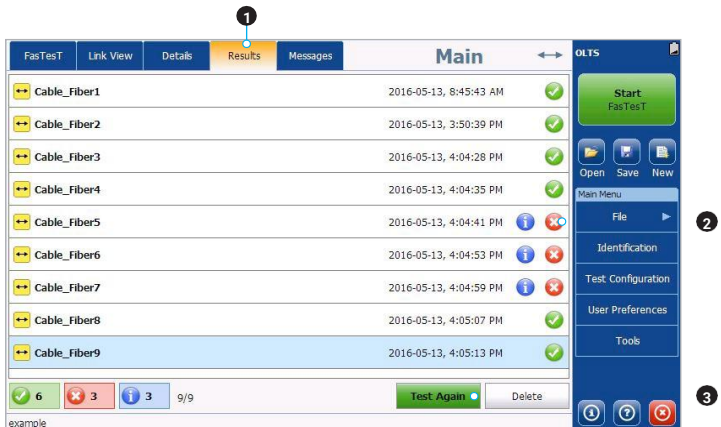 1
FasTesT Link View Details Results Messages Main OLTS
Cable_Fiber1 2016-05-13, 8:45:43 AM
Start
FasTesT
Cable_Fiber2 2016-05-13, 3:50:39 PM
Cable_Fiber3 2016-05-13, 4:04:28 PM
Open Save New
Cable_Fiber4 2016-05-13, 4:04:35 PM
Main Menu
Cable_Fiber5 2016-05-13, 4:04:41 PM i File 2
Cable_Fiber6 2016-05-13, 4:04:53 PM i Identification
Cable_Fiber7 2016-05-13, 4:04:59 PM i Test Configuration
Cable_Fiber8 2016-05-13, 4:05:07 PM User Preferences
Cable_Fiber9 2016-05-13, 4:05:13 PM Tools
6 3 i 3 9/9 Test Again Delete 3
example i ?